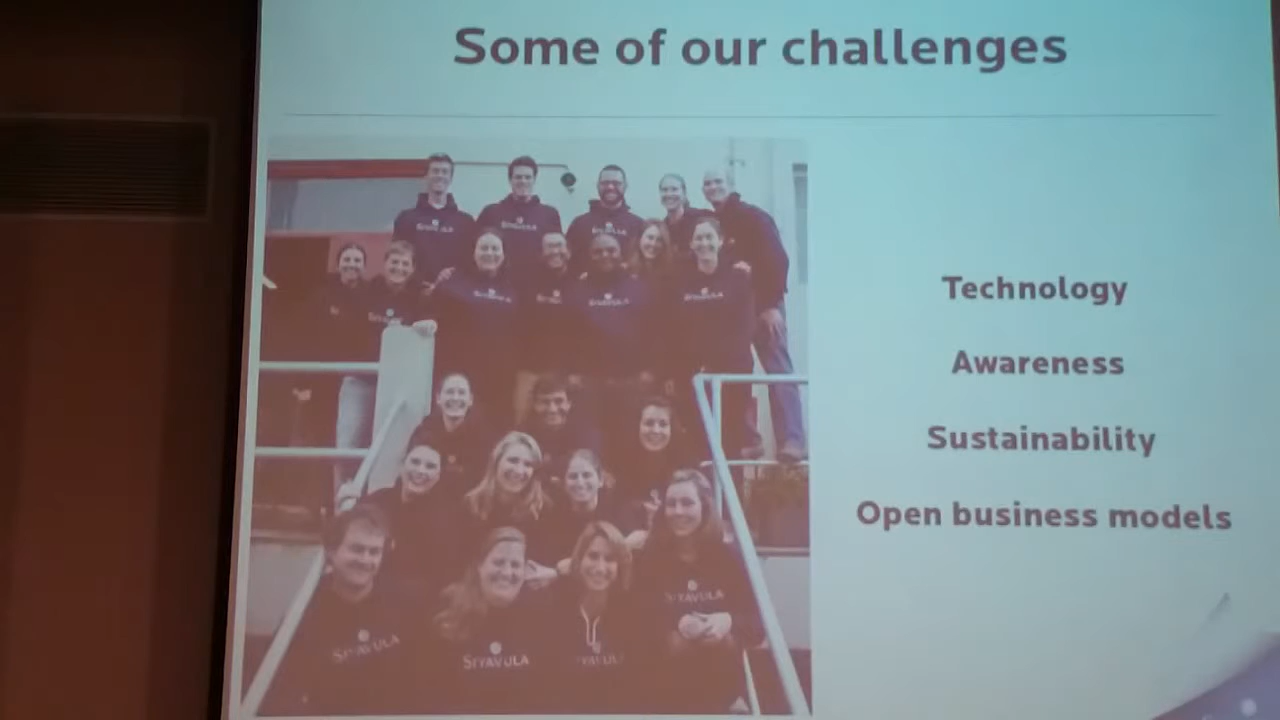 Some of our challenges
Technology
Awareness
Sustainability
Open business models
SIYAVULA
SIYAVULA
SIYAVULA
SIYAVULA
SIYAVULA
SIYAVULA